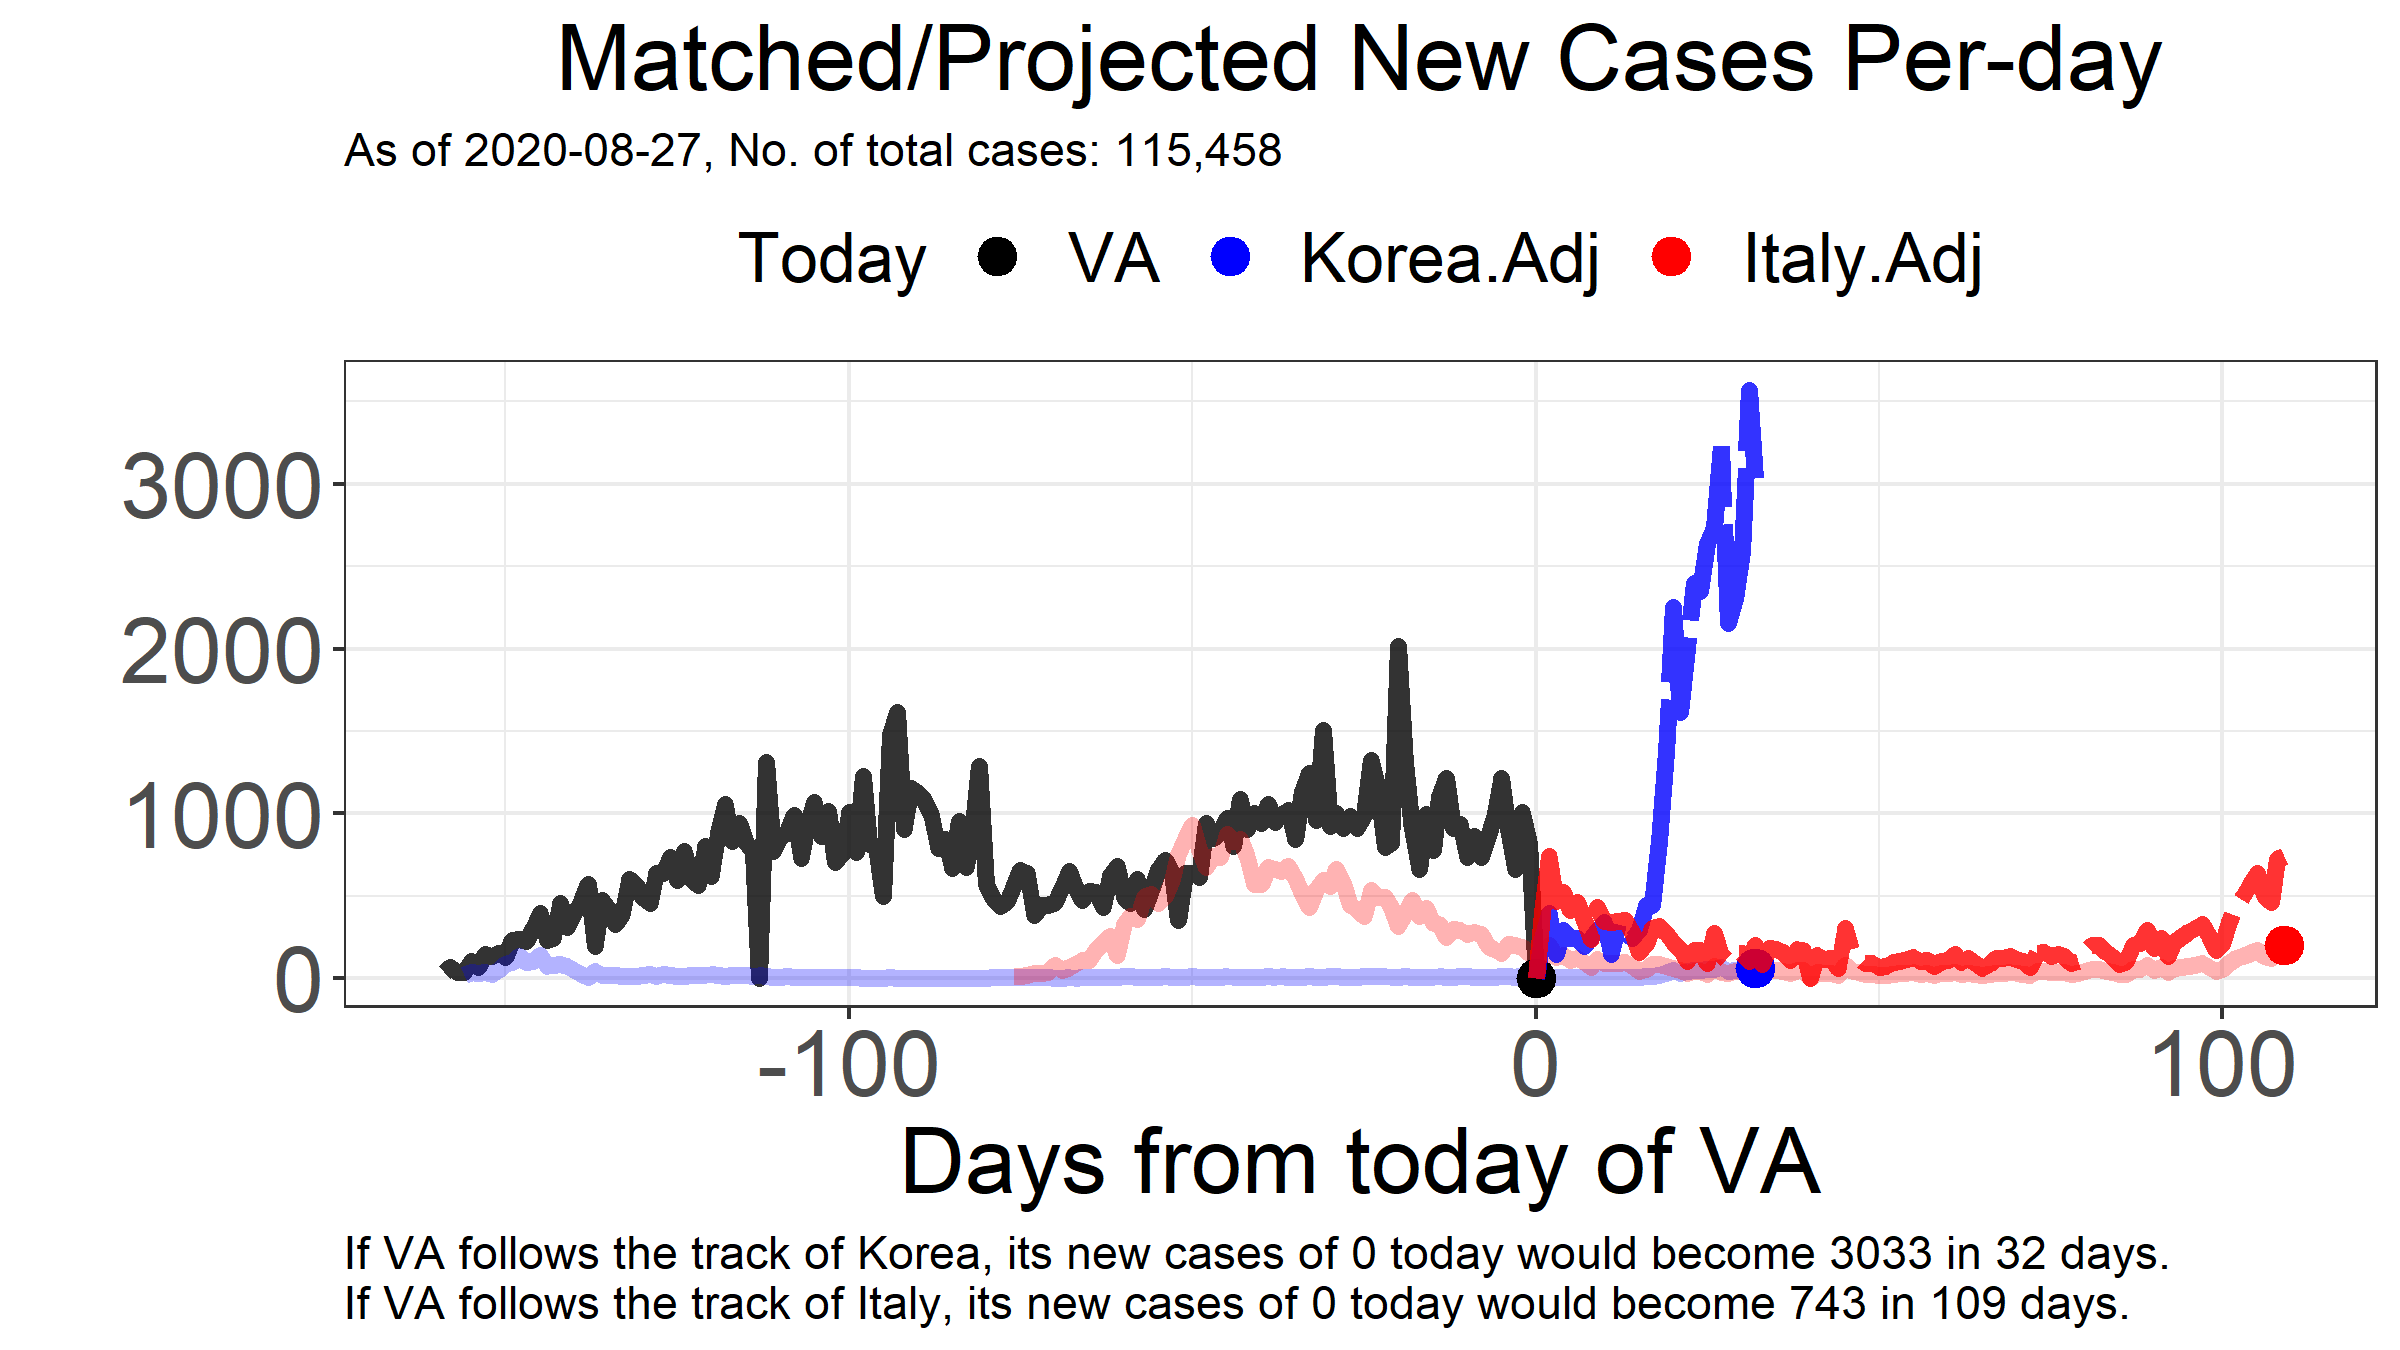 Matched/Projected New Cases Per-day
As of 2020-08-27, No. of total cases: 115,458
Today VA Korea.Adj Italy.Adj
3000
2000
1000
0
-100 0 100
Days from today of VA
If VA follows the track of Korea, its new cases of 0 today would become 3033 in 32 days.
If VA follows the track of Italy, its new cases of 0 today would become 743 in 109 days.